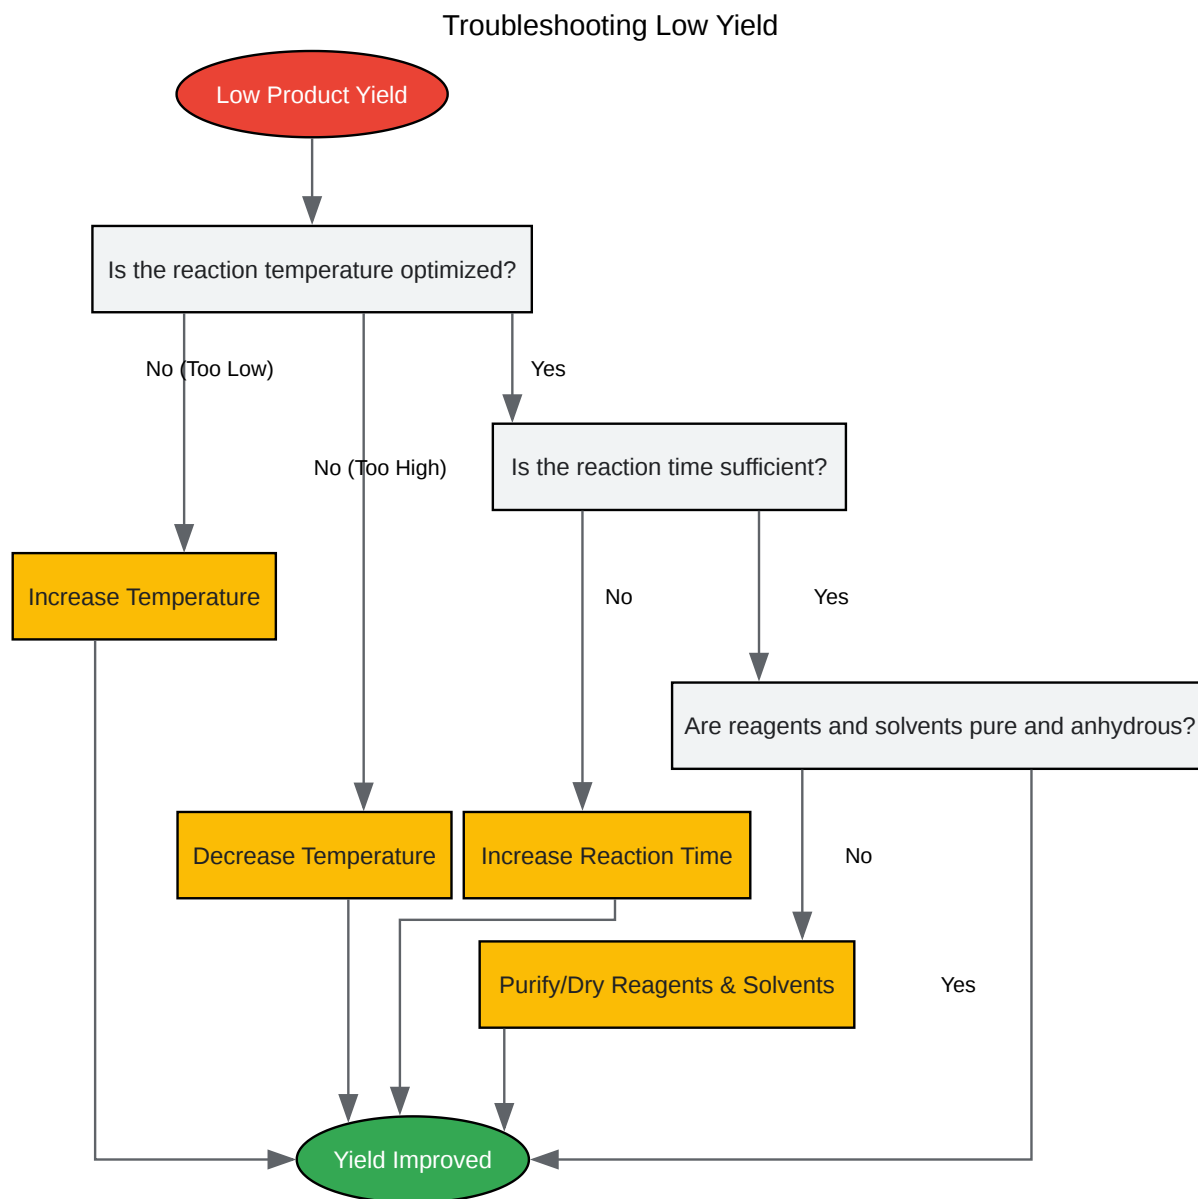 Troubleshooting Low Yield
Low Product Yield
Is the reaction temperature optimized?
No (Too Low)
Yes
No (Too High)
Is the reaction time sufficient?
Increase Temperature
No
Yes
Are reagents and solvents pure and anhydrous?
Decrease Temperature
Increase Reaction Time
No
Purify/Dry Reagents & Solvents
Yes
Yield Improved